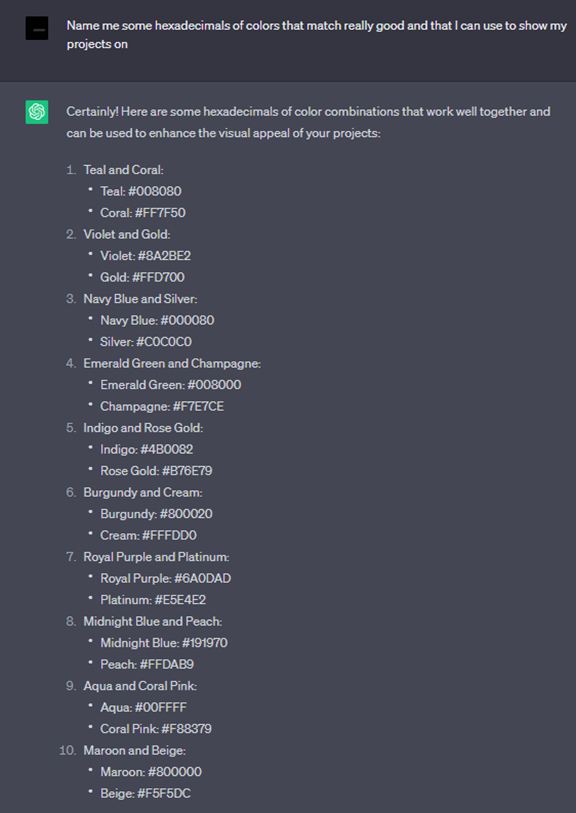 Name me some hexadecimals of colors that match really good and that I can use to show my
projects on
Certainly! Here are some hexadecimals of color combinations that work well together and
can be used to enhance the visual appeal of your projects:
1. Teal and Coral:
• Teal: #008080
• Coral: #FF7F50
2. Violet and Gold:
• Violet: #8A2BE2
• Gold: #FFD700
3. Navy Blue and Silver:
• Navy Blue: #000080
• Silver: #C0C0C0
4. Emerald Green and Champagne:
• Emerald Green: #008000
• Champagne: #F7E7CE
5. Indigo and Rose Gold:
• Indigo: #4B0082
• Rose Gold: #B76E79
6. Burgundy and Cream:
• Burgundy: #800020
• Cream: #FFFDD0
7. Royal Purple and Platinum:
• Royal Purple: #6A0DAD
• Platinum: #E5E4E2
8. Midnight Blue and Peach:
• Midnight Blue: #191970
• Peach: #FFDAB9
9. Aqua and Coral Pink:
• Aqua: #00FFFF
• Coral Pink: #F88379
10. Maroon and Beige:
• Maroon: #800000
• Beige: #F5F5DC